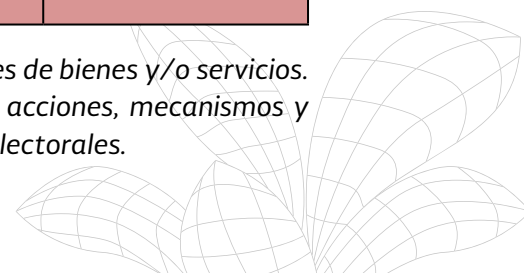 es de bienes y/o servicios.
acciones, mecanismos y
lectorales.